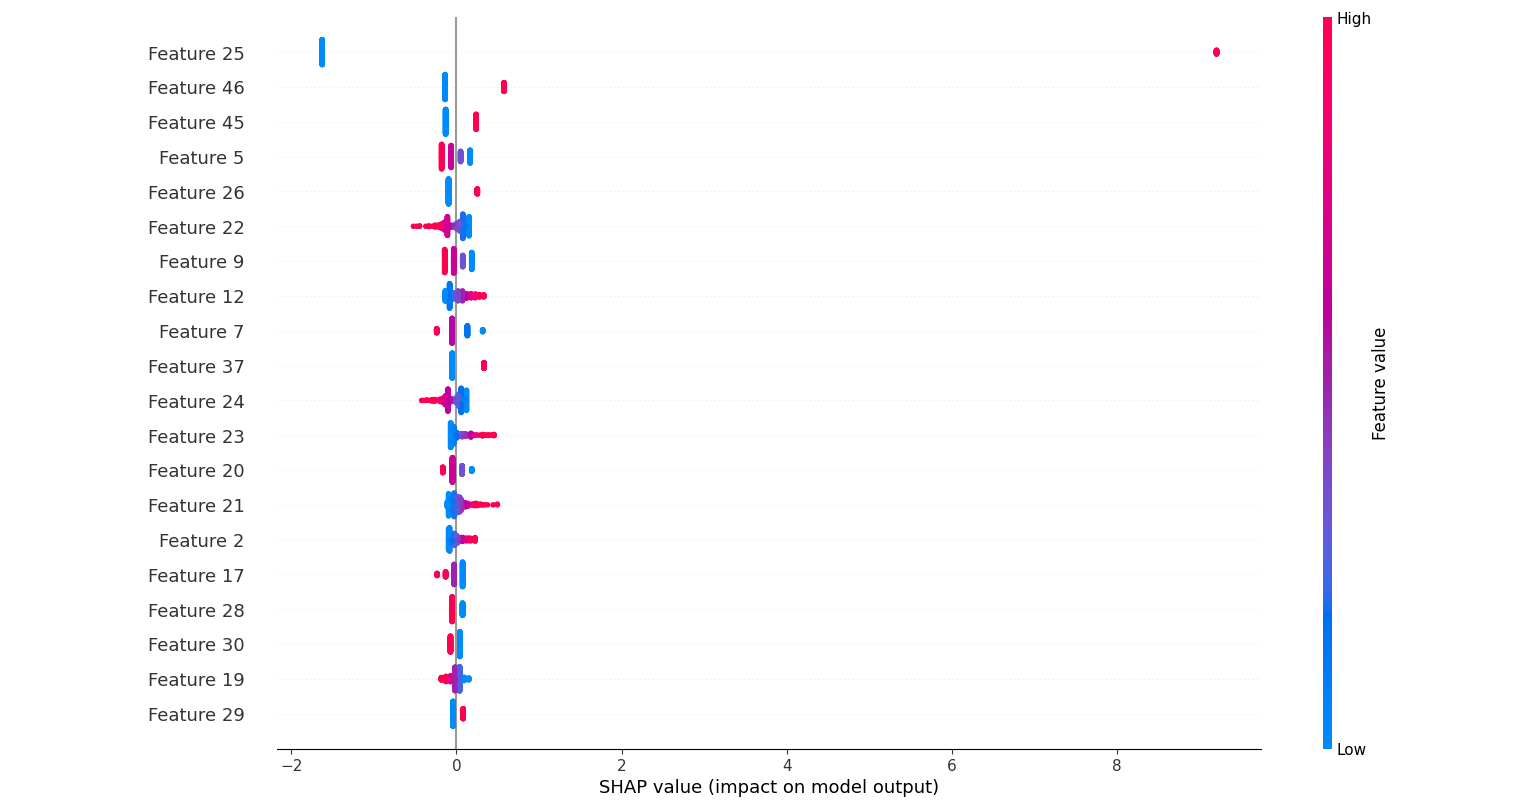 High
Feature 25
Feature 46
Feature 45
Feature 5
Feature 26
Feature 22
Feature 9
Feature 12
Feature 7
Feature 37
Feature 24
Feature 23
Feature 20
Feature 21
Feature 2
Feature 17
Feature 28
Feature 30
Feature 19
Feature 29
Feature value
Low
−2 0 2 4 6 8
SHAP value (impact on model output)